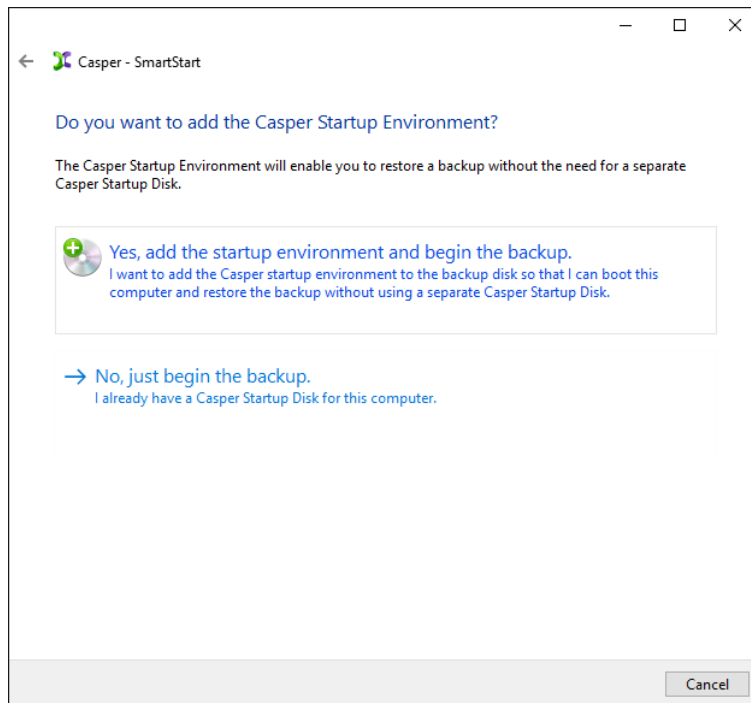 Casper - SmartStart
Do you want to add the Casper Startup Environment?
The Casper Startup Environment will enable you to restore a backup without the need for a separate
Casper Startup Disk.
Yes, add the startup environment and begin the backup.
I want to add the Casper startup environment to the backup disk so that I can boot this
computer and restore the backup without using a separate Casper Startup Disk.
No, just begin the backup.
I already have a Casper Startup Disk for this computer.
Cancel